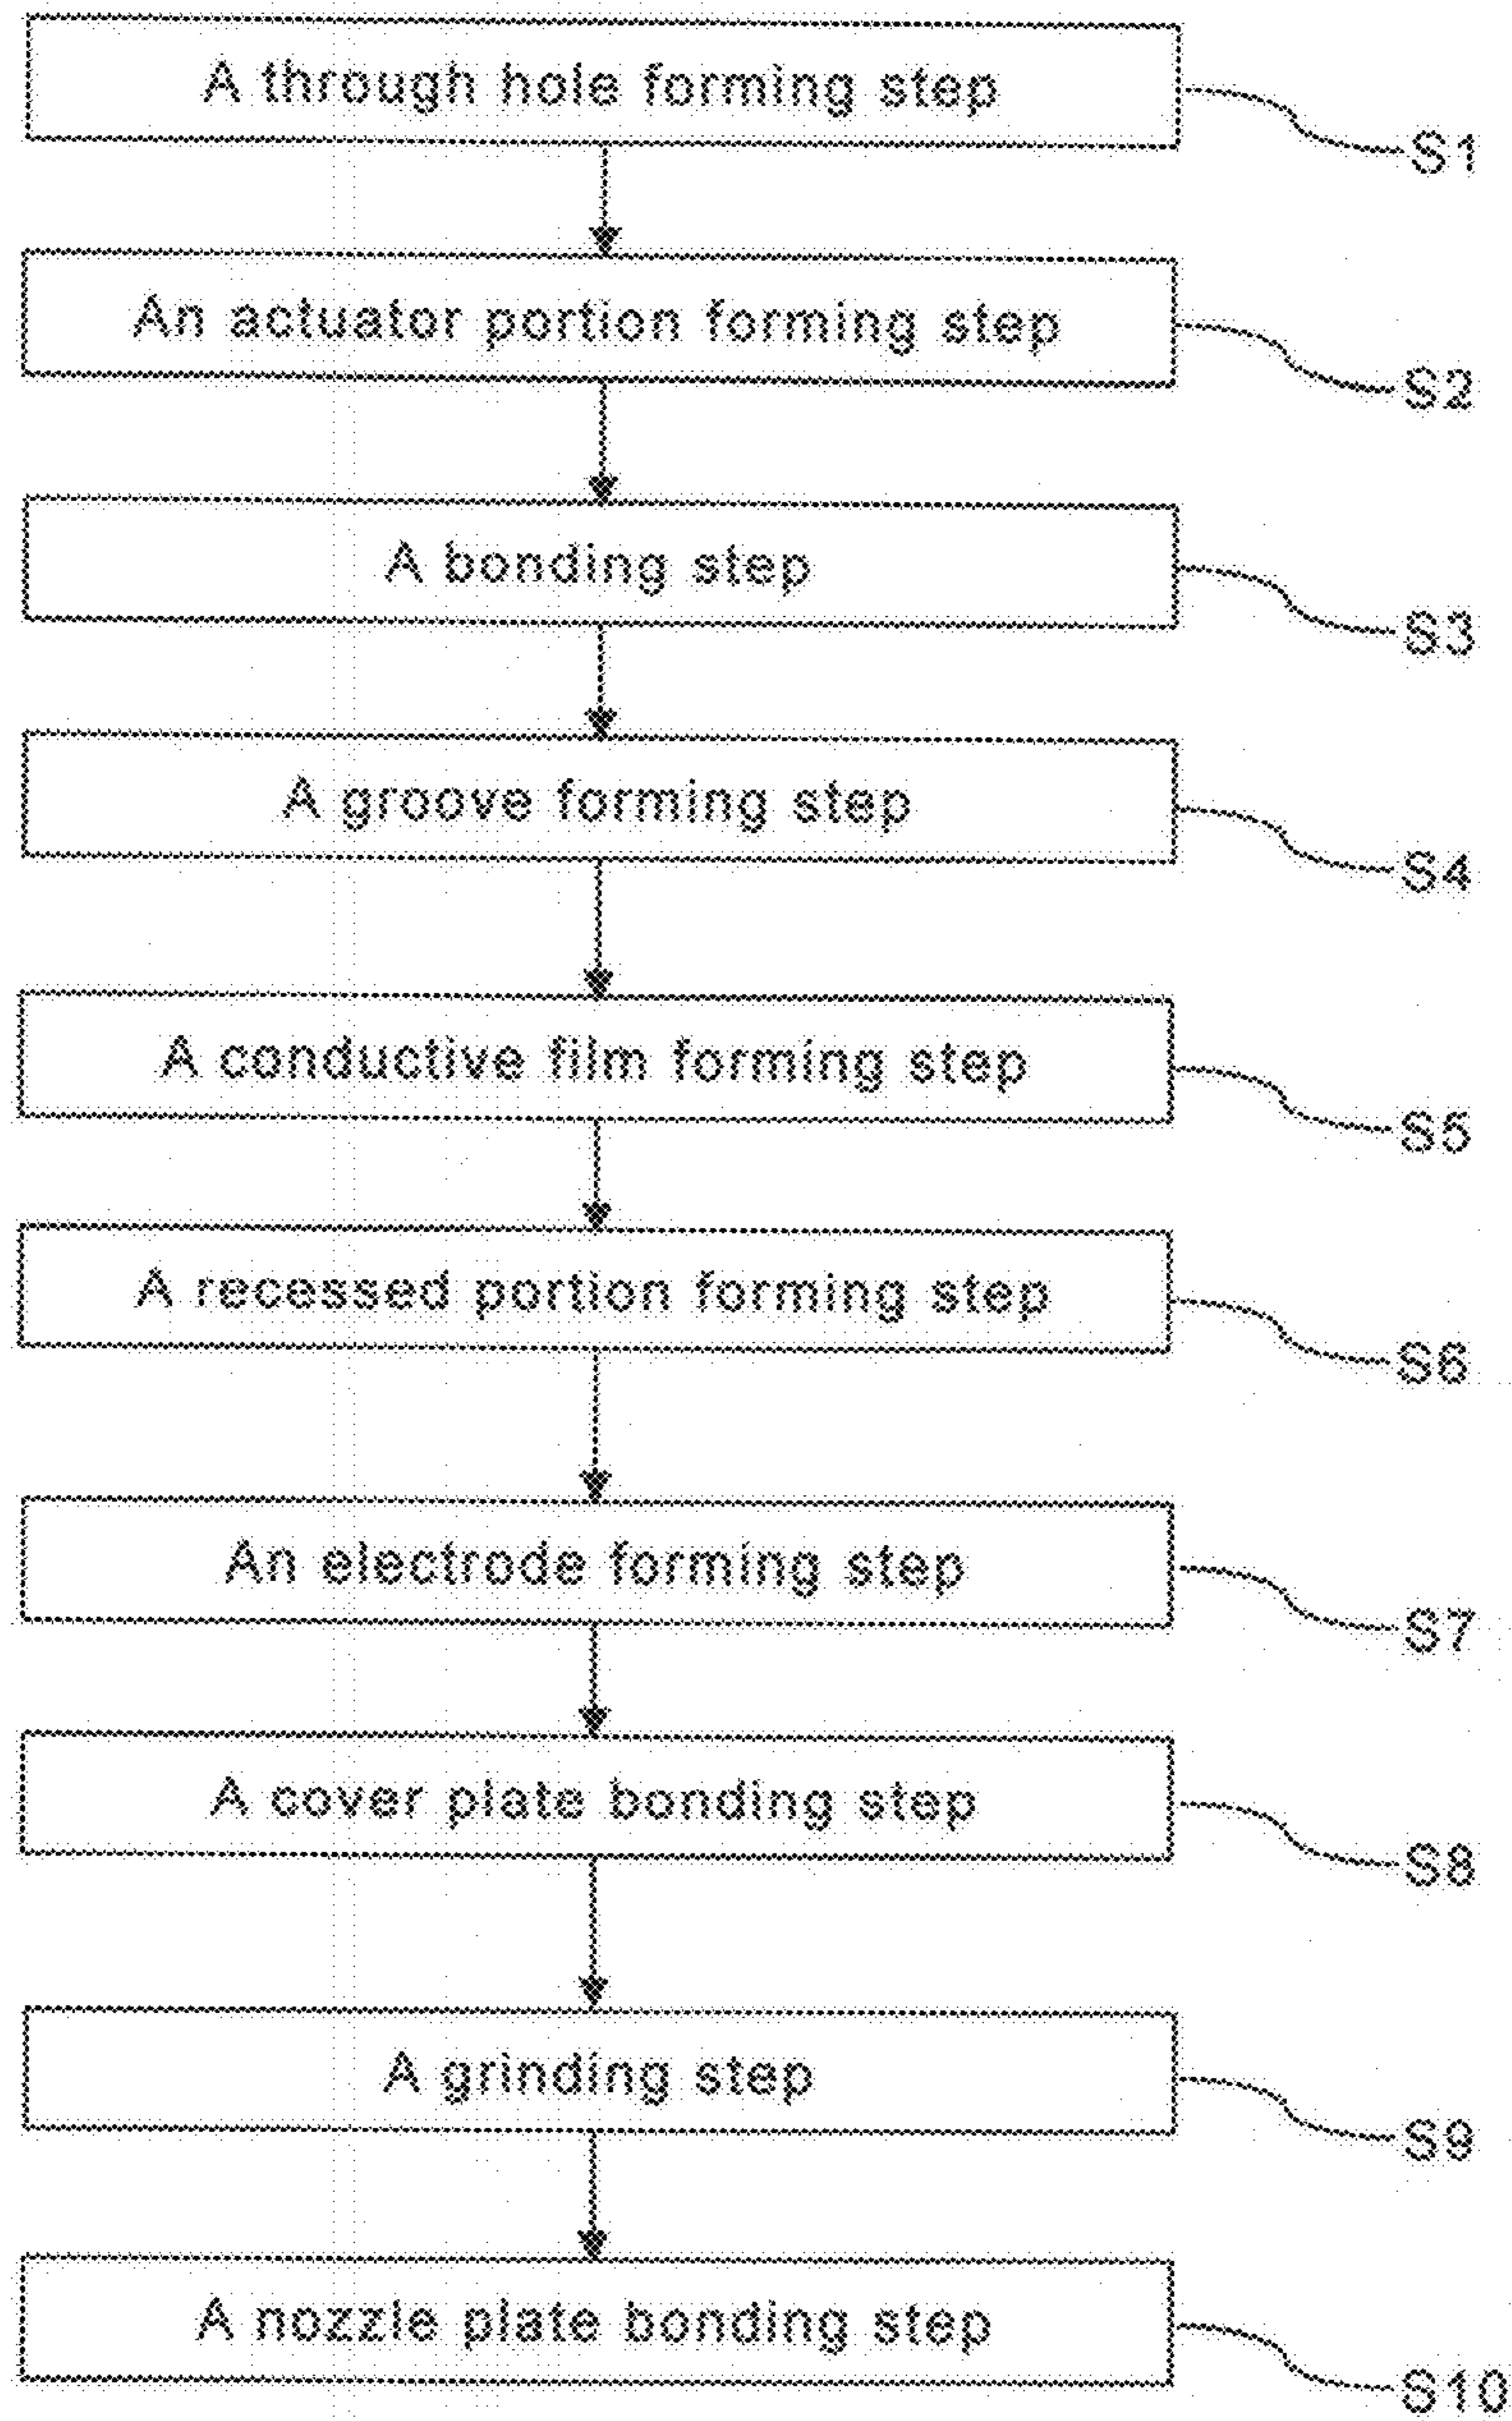 A through hole forming step
S1
An actuator portion forming step
S2
A bonding step
S3
A groove forming step
S4
A conductive film forming step
S5
A recessed portion forming step
S6
An electrode forming step
S7
A cover plate bonding step
S8
A grinding step
S9
A nozzle plate bonding step
S10